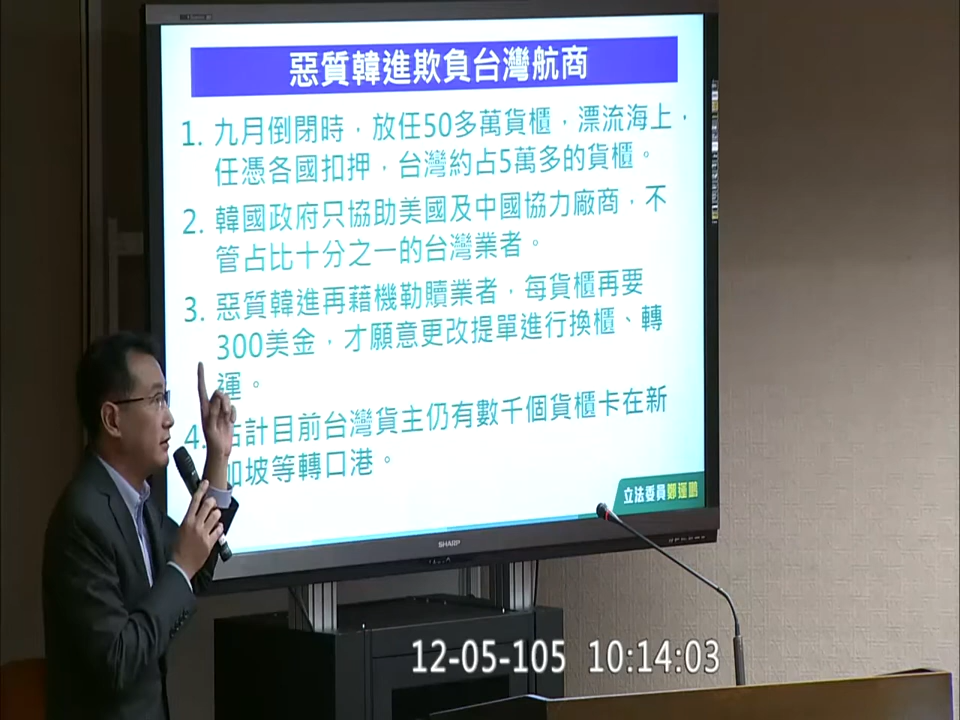 惡質韓進欺負台灣航商
1. 九月倒閉時，放任50多萬貨櫃，漂流海上，
任憑各國扣押，台灣約占5萬多的貨櫃。
2. 韓國政府只協助美國及中國協力廠商，不
管占比十分之一的台灣業者。
3. 惡質韓進再藉機勒贖業者，每貨櫃再要
300美金，才願意更改提單進行換櫃、轉
運。
4. 估計目前台灣貨主仍有數千個貨櫃卡在新
加坡等轉口港。
立法委員鄭運鵬
SHARP
12-05-105 10:14:03